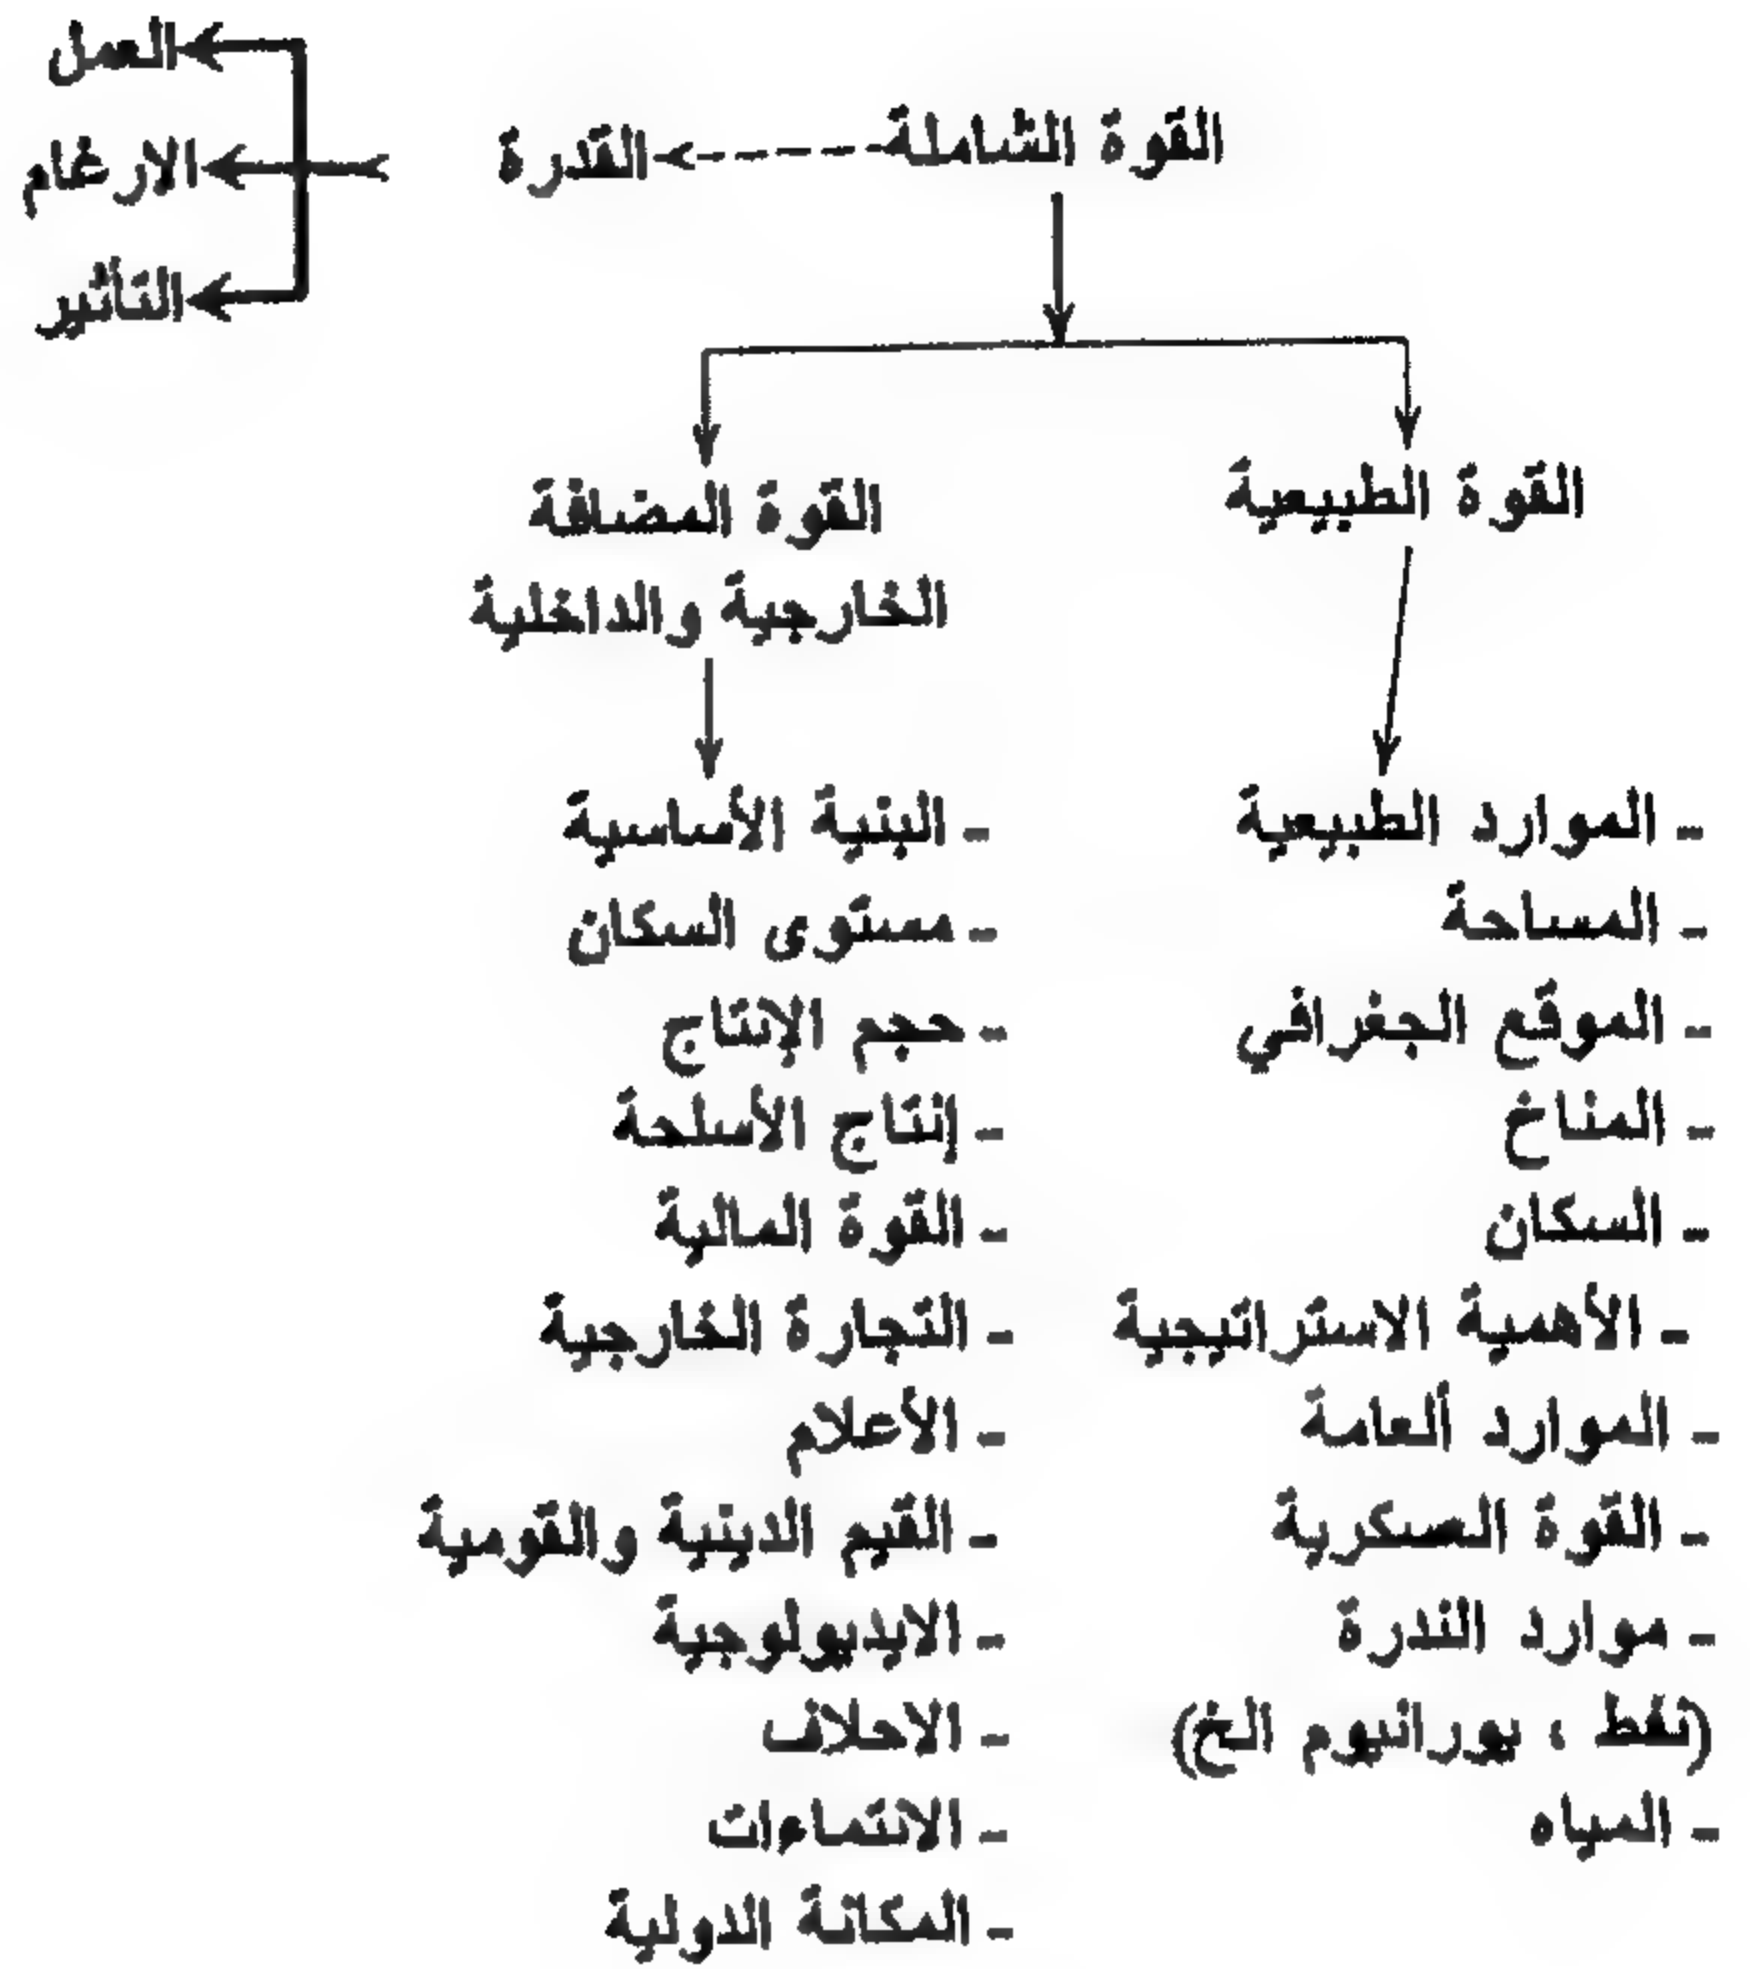 القوة الشاملة
القدرة
العمل
الارغام
التأثير
القوة الطبيعية
- الموارد الطبيعية
- المساحة
- الموقع الجغرافي
- المناخ
- السكان
- الأهمية الاستراتيجية
- الموارد ألعامة
- القوة العسكرية
- موارد الندرة
(نفط ، يورانيوم الخ)
- المياه
القوة المضافة
الخارجية والداخلية
- البنية الأساسية
- مستوى السكان
- حجم الإنتاج
- إنتاج الأسلحة
- القوة المالية
- التجارة الخارجية
- الأعلام
- القيم الدينية والقومية
- الايديولوجية
- الاحلاف
- الانتماءات
- المكانة الدولية